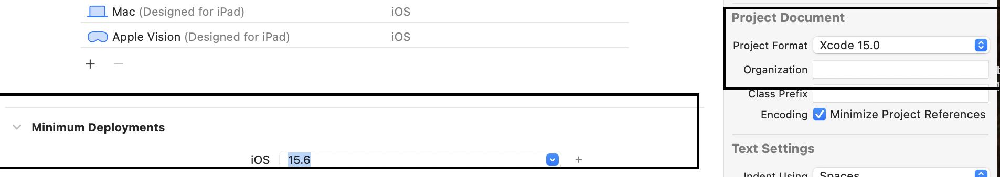 Mac (Designed for iPad) iOS
Apple Vision (Designed for iPad) iOS
Minimum Deployments
iOS 15.6
Project Document
Project Format Xcode 15.0
Organization
Class Prefix
Encoding Minimize Project References
Text Settings
Indent Using Spaces